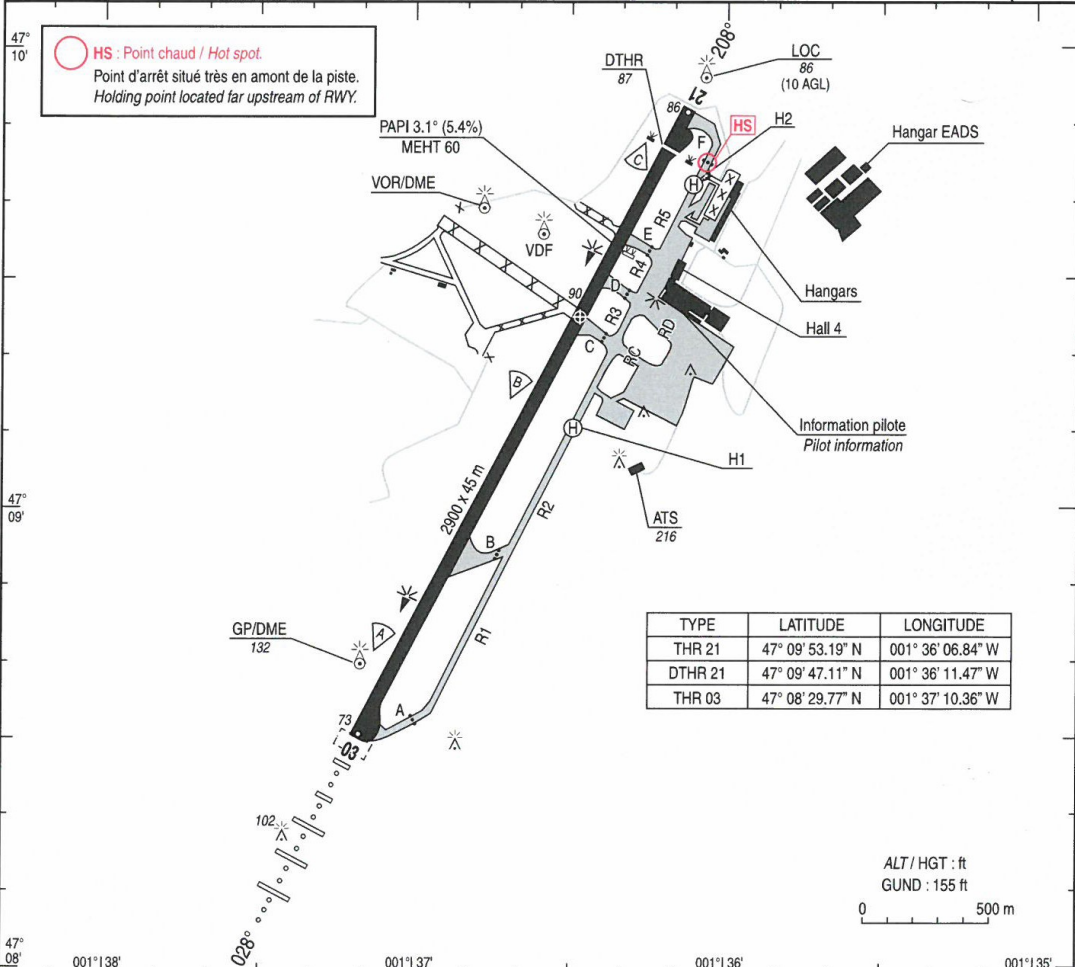 47°
10'
HS : Point chaud / Hot spot.
Point d'arrêt situé très en amont de la piste.
Holding point located far upstream of RWY.
208°
LOC
86
(10 AGL)
DTHR
87
21
86
H2
HS
F
Hangar EADS
PAPI 3.1° (5.4%)
MEHT 60
C
H
X
X
X
VOR/DME
VDF
R5
E
R4
Hangars
90
D
R3
Hall 4
RD
C
RC
B
Information pilote
Pilot information
H
H1
2900 x 45 m
47°
09'
R2
ATS
216
B
GP/DME
132
A
R1
TYPE LATITUDE LONGITUDE
THR 21 47° 09' 53.19" N 001° 36' 06.84" W
DTHR 21 47° 09' 47.11" N 001° 36' 11.47" W
THR 03 47° 08' 29.77" N 001° 37' 10.36" W
A
73
03
102
ALT / HGT : ft
GUND : 155 ft
0 500 m
028°
47°
08'
001° 38'
001° 37'
001° 36'
001° 35'